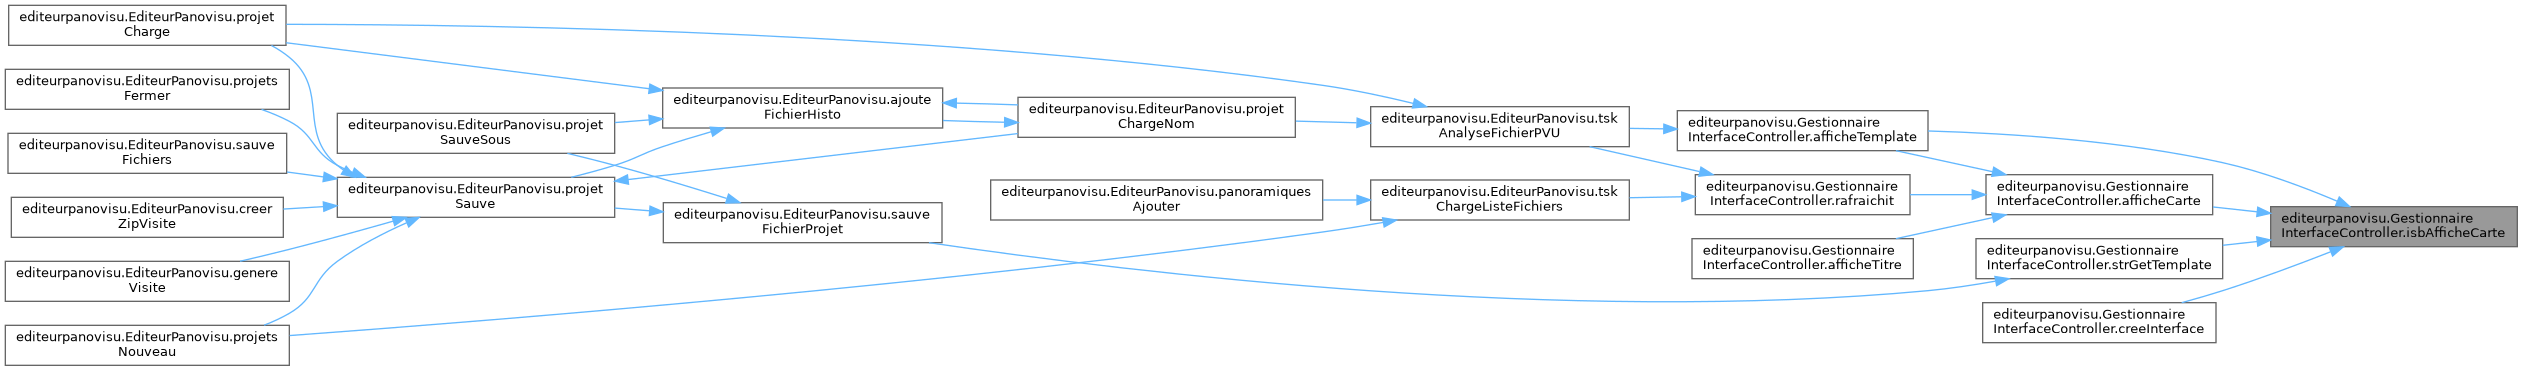 editeurpanovisu.EditeurPanovisu.projet
Charge
editeurpanovisu.EditeurPanovisu.projets
Fermer
editeurpanovisu.EditeurPanovisu.sauve
Fichiers
editeurpanovisu.EditeurPanovisu.creer
ZipVisite
editeurpanovisu.EditeurPanovisu.genere
Visite
editeurpanovisu.EditeurPanovisu.projets
Nouveau
editeurpanovisu.EditeurPanovisu.projet
SauveSous
editeurpanovisu.EditeurPanovisu.projet
Sauve
editeurpanovisu.EditeurPanovisu.ajoute
FichierHisto
editeurpanovisu.EditeurPanovisu.sauve
FichierProjet
editeurpanovisu.EditeurPanovisu.projet
ChargeNom
editeurpanovisu.EditeurPanovisu.panoramiques
Ajouter
editeurpanovisu.EditeurPanovisu.tsk
AnalyseFichierPVU
editeurpanovisu.EditeurPanovisu.tsk
ChargeListeFichiers
editeurpanovisu.Gestionnaire
InterfaceController.afficheTemplate
editeurpanovisu.Gestionnaire
InterfaceController.rafraichit
editeurpanovisu.Gestionnaire
InterfaceController.afficheTitre
editeurpanovisu.Gestionnaire
InterfaceController.afficheCarte
editeurpanovisu.Gestionnaire
InterfaceController.strGetTemplate
editeurpanovisu.Gestionnaire
InterfaceController.creeInterface
editeurpanovisu.Gestionnaire
InterfaceController.isbAfficheCarte